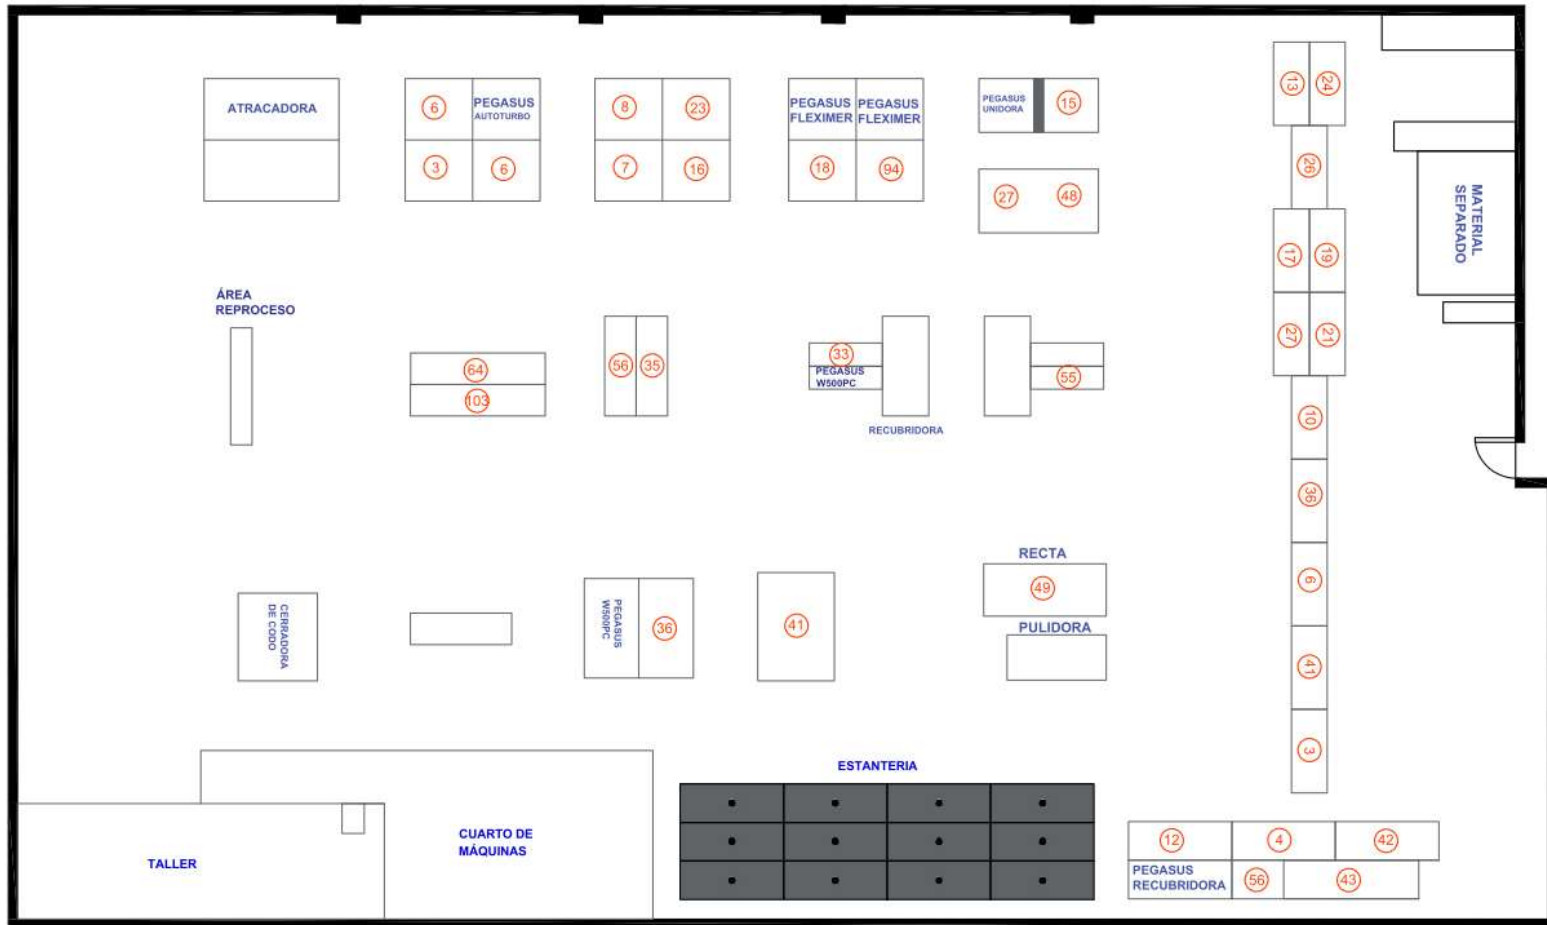 ATRACADORA
6
PEGASUS
AUTOTURBO
3
6
8
23
7
16
PEGASUS
FLEXIMER
PEGASUS
FLEXIMER
18
94
PEGASUS
UNIDORA
15
27
48
13
24
26
17
19
27
21
10
36
6
41
3
MATERIAL
SEPARADO
ÁREA
REPROCESO
64
103
56
35
33
PEGASUS
W500PC
RECUBRIDORA
55
CERRADORA
DE CODO
PEGASUS
W500PC
36
41
RECTA
49
PULIDORA
ESTANTERIA
TALLER
CUARTO DE
MÁQUINAS
12
4
42
PEGASUS
RECUBRIDORA
56
43